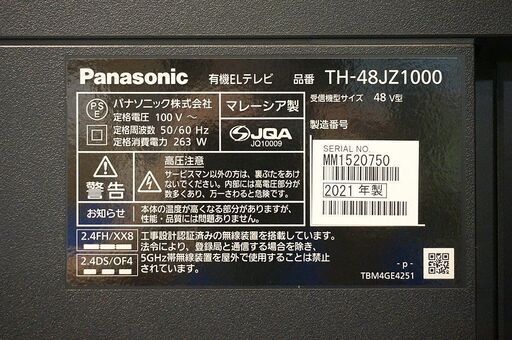 Panasonic 有機ELテレビ 品番 TH-48JZ1000
PSE パナソニック株式会社
定格電圧 100V～
定格周波数 50/60 Hz
定格消費電力 263 W
マレーシア製
JQA
JQ10009
受信機型サイズ 48 V型
製造番号
SERIAL NO.
MM1520750
2021 年製
警告
高圧注意
サービスマン以外の方は、裏ぶたをあけ
ないでください。内部には高電圧部分が
数多くあり、万一さわると危険です。
お知らせ
本体の温度が高くなる部分がありますが、
性能・品質には問題ありません。
2.4FH/XX8
2.4DS/OF4
工事設計認証済みの無線装置を搭載しています。
法令により、登録局と通信する場合を除き、
5GHz帯無線装置を屋外で使用することは禁止
されています。
- p -
TBM4GE4251